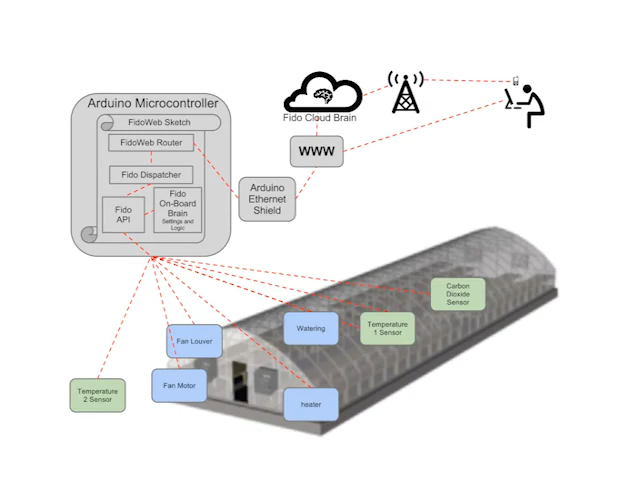 Arduino Microcontroller
FidoWeb Sketch
FidoWeb Router
Fido Dispatcher
Fido
API
Fido
On-Board
Brain
Settings and
Logic
Arduino
Ethernet
Shield
Fido Cloud Brain
WWW
Carbon
Dioxide
Sensor
Watering
Temperature
1 Sensor
Fan Louver
Fan Motor
Temperature
2 Sensor
heater